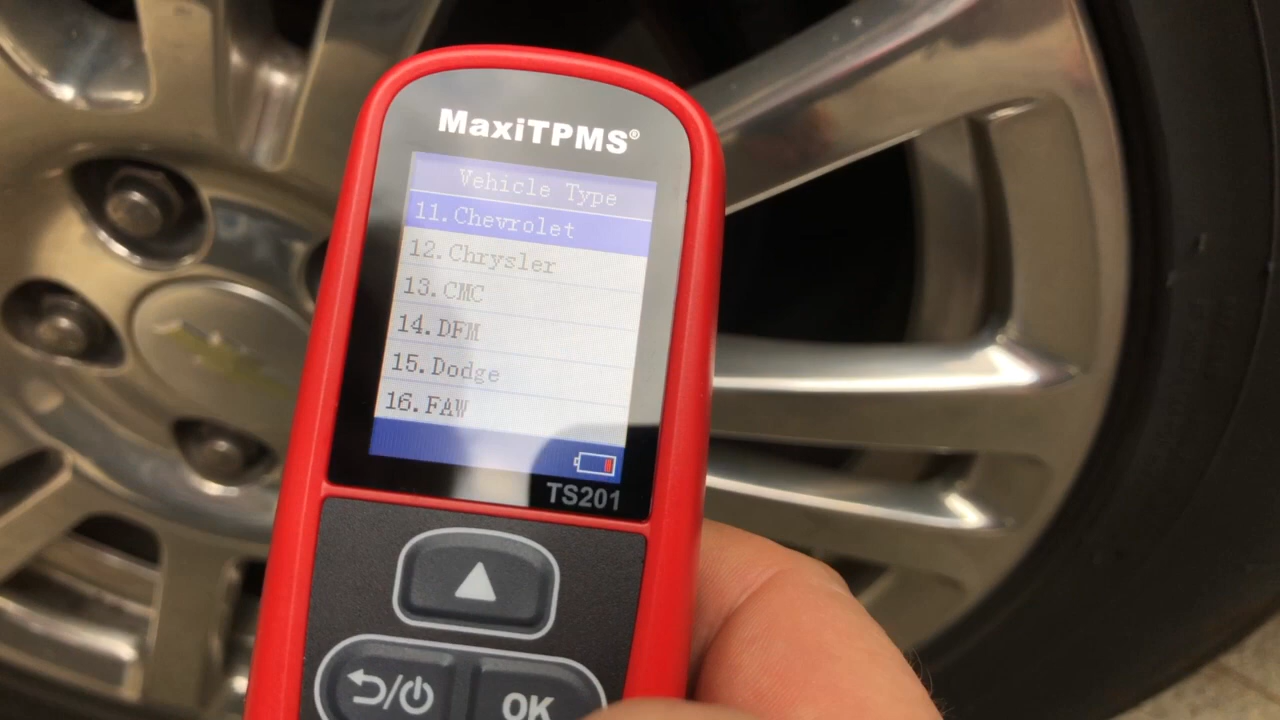 MaxiTPMS®
Vehicle Type
11.Chevrolet
12.Chrysler
13.CMC
14.DFM
15.Dodge
16.FAW
TS201
OK